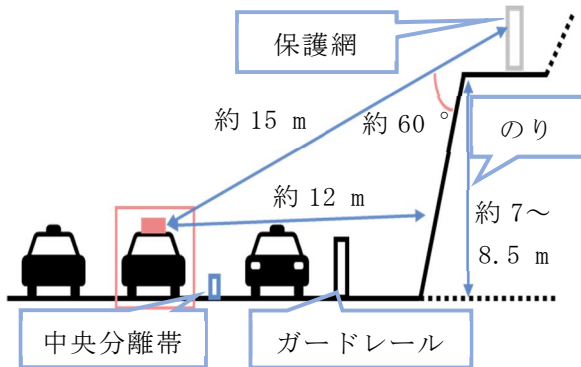 保護網
約 15 m
約 60 °
のり
約 12 m
約 7～
8.5 m
中央分離帯
ガードレール